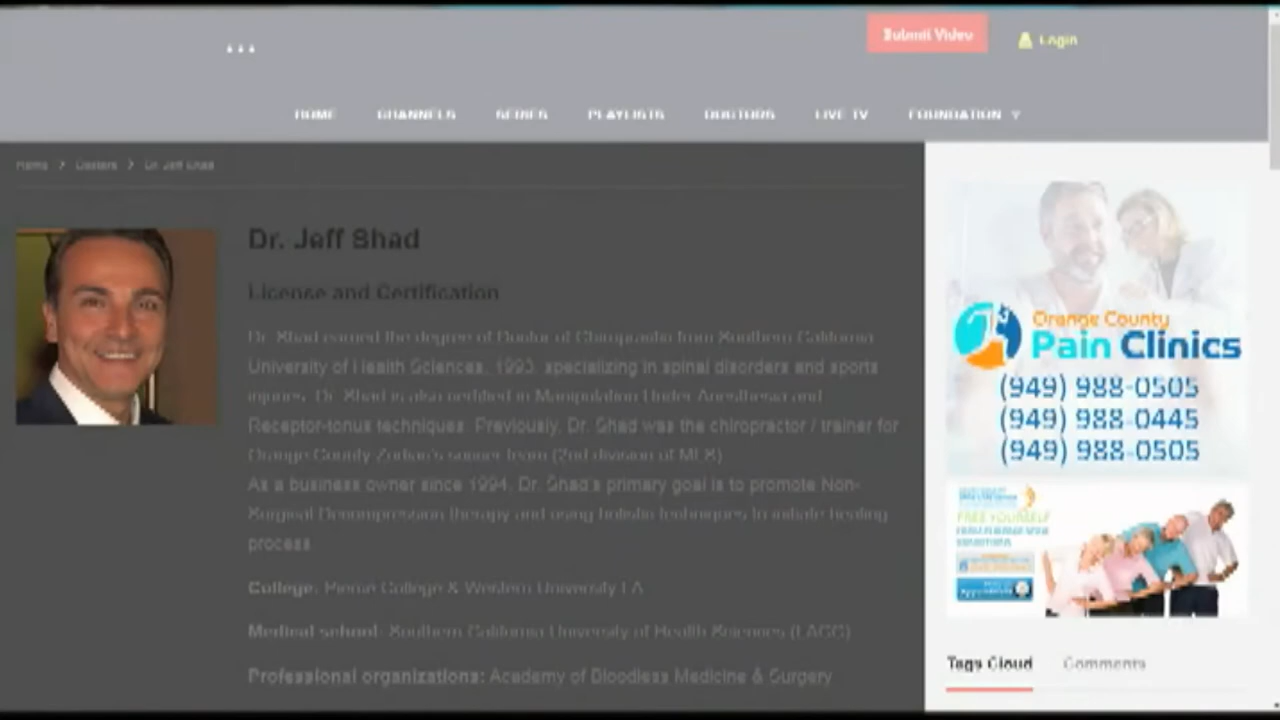 Submit Video
Login
HOME CHANNELS SERIES PLAYLISTS DOCTORS LIVE TV FOUNDATION
Home > Doctors > Dr. Jeff Shad
Dr. Jeff Shad
License and Certification
Dr. Shad earned the degree of Doctor of Chiropractic from Southern California
University of Health Sciences, 1993, specializing in spinal disorders and sports
injuries. Dr. Shad is also certified in Manipulation Under Anesthesia and
Receptor-tonus techniques. Previously, Dr. Shad was the chiropractor / trainer for
Orange County Zodiac's soccer team (2nd division of MLS).
As a business owner since 1994, Dr. Shad's primary goal is to promote Non-
Surgical Decompression therapy and using holistic techniques to initiate healing
process.
College: Pierce College & Western University LA
Medical school: Southern California University of Health Sciences (LACC)
Professional organizations: Academy of Bloodless Medicine & Surgery
Orange County
Pain Clinics
(949) 988-0505
(949) 988-0445
(949) 988-0505
FREE YOURSELF
Tags Cloud Comments